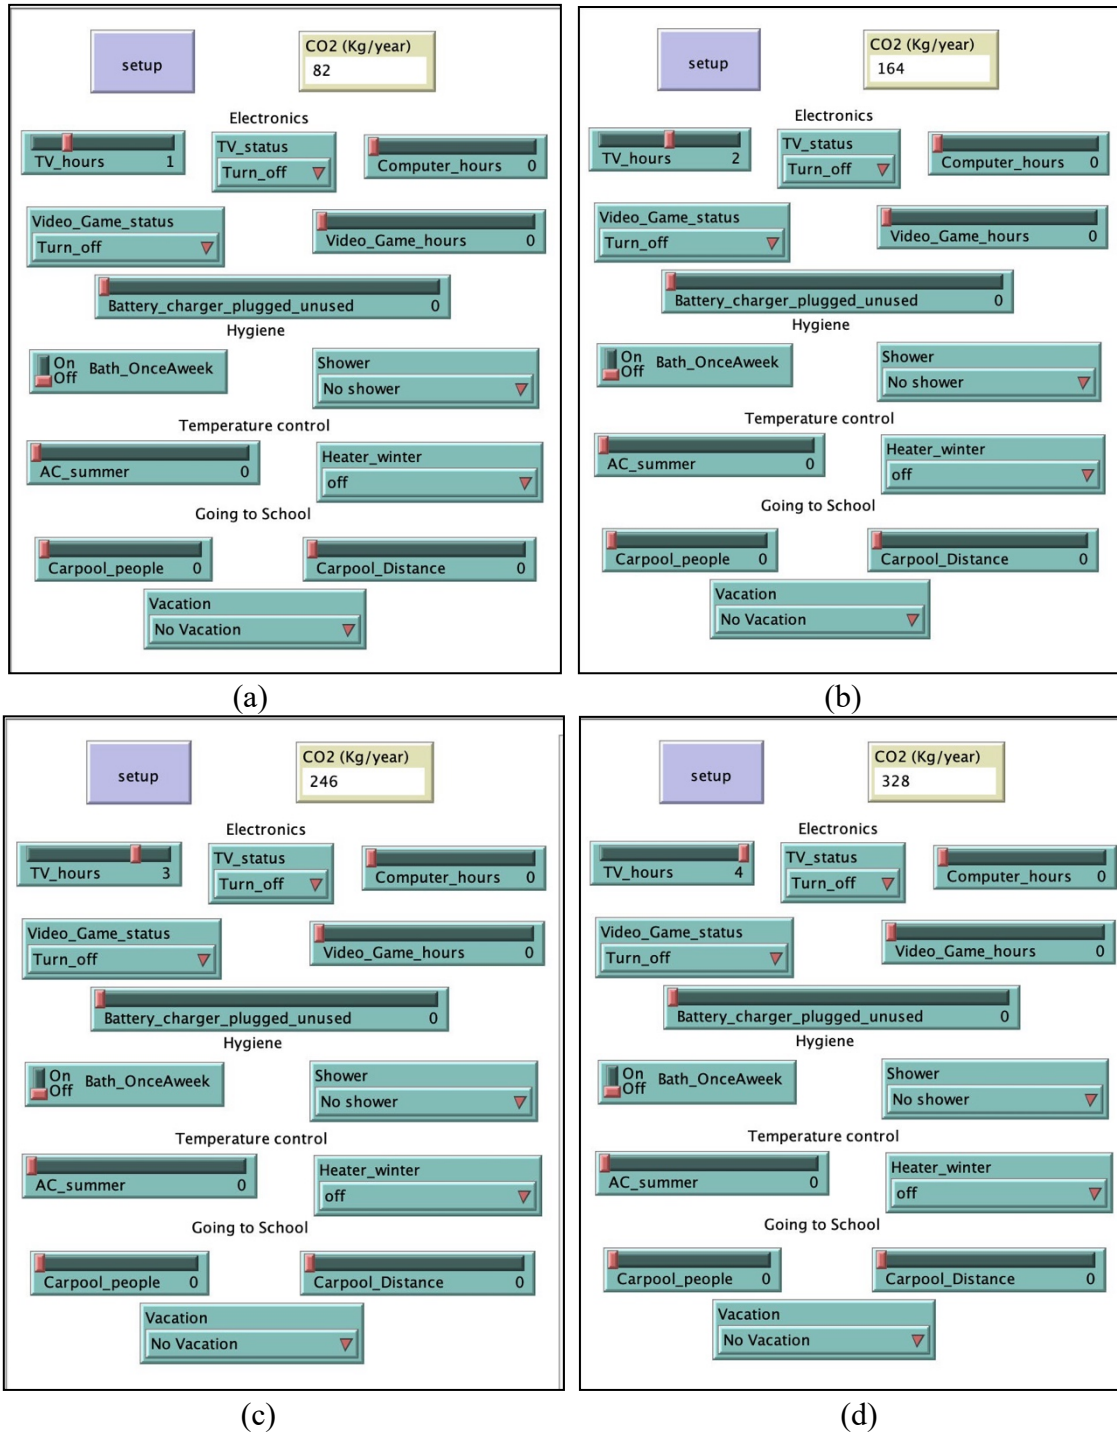 setup
CO2 (Kg/year)
82
Electronics
TV_hours 1
TV_status
Turn_off
Computer_hours 0
Video_Game_status
Turn_off
Video_Game_hours 0
Battery_charger_plugged_unused 0
Hygiene
On
Off
Bath_OnceAweek
Shower
No shower
Temperature control
AC_summer 0
Heater_winter
off
Going to School
Carpool_people 0
Carpool_Distance 0
Vacation
No Vacation
(a)
setup
CO2 (Kg/year)
164
Electronics
TV_hours 2
TV_status
Turn_off
Computer_hours 0
Video_Game_status
Turn_off
Video_Game_hours 0
Battery_charger_plugged_unused 0
Hygiene
On
Off
Bath_OnceAweek
Shower
No shower
Temperature control
AC_summer 0
Heater_winter
off
Going to School
Carpool_people 0
Carpool_Distance 0
Vacation
No Vacation
(b)
setup
CO2 (Kg/year)
246
Electronics
TV_hours 3
TV_status
Turn_off
Computer_hours 0
Video_Game_status
Turn_off
Video_Game_hours 0
Battery_charger_plugged_unused 0
Hygiene
On
Off
Bath_OnceAweek
Shower
No shower
Temperature control
AC_summer 0
Heater_winter
off
Going to School
Carpool_people 0
Carpool_Distance 0
Vacation
No Vacation
(c)
setup
CO2 (Kg/year)
328
Electronics
TV_hours 4
TV_status
Turn_off
Computer_hours 0
Video_Game_status
Turn_off
Video_Game_hours 0
Battery_charger_plugged_unused 0
Hygiene
On
Off
Bath_OnceAweek
Shower
No shower
Temperature control
AC_summer 0
Heater_winter
off
Going to School
Carpool_people 0
Carpool_Distance 0
Vacation
No Vacation
(d)